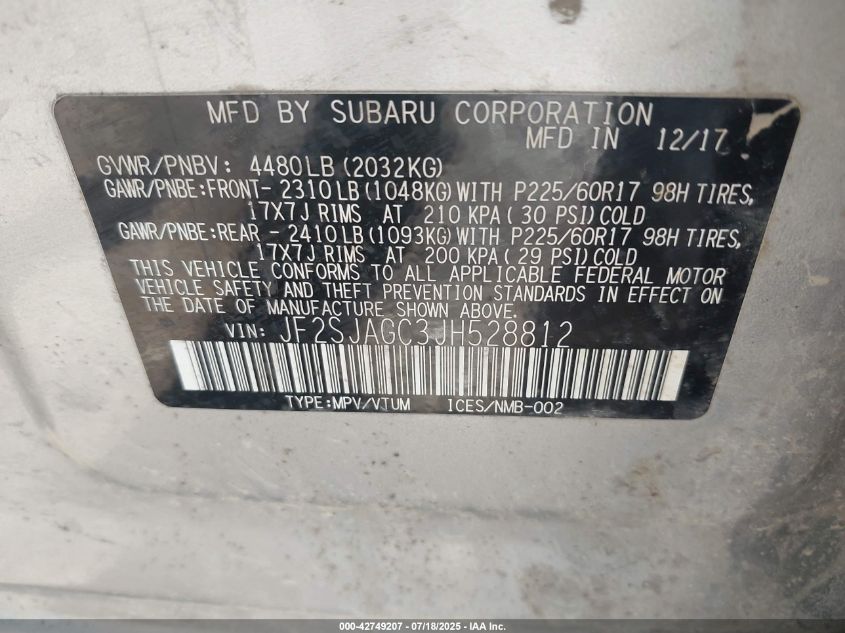 MFD BY SUBARU CORPORATION
MFD IN 12/17
GVWR/PNBV: 4480LB (2032KG)
GAWR/PNBE:FRONT- 2310LB (1048KG) WITH P225/60R17 98H TIRES,
17X7J RIMS AT 210 KPA ( 30 PSI) COLD
GAWR/PNBE:REAR - 2410LB (1093KG) WITH P225/60R17 98H TIRES,
17X7J RIMS AT 200 KPA ( 29 PSI) COLD
THIS VEHICLE CONFORMS TO ALL APPLICABLE FEDERAL MOTOR
VEHICLE SAFETY AND THEFT PREVENTION STANDARDS IN EFFECT ON
THE DATE OF MANUFACTURE SHOWN ABOVE.
VIN: JF2SJAGC3JH528812
TYPE:MPV/VTUM ICES/NMB-002
000-42749207 - 07/18/2025 - IAA Inc.